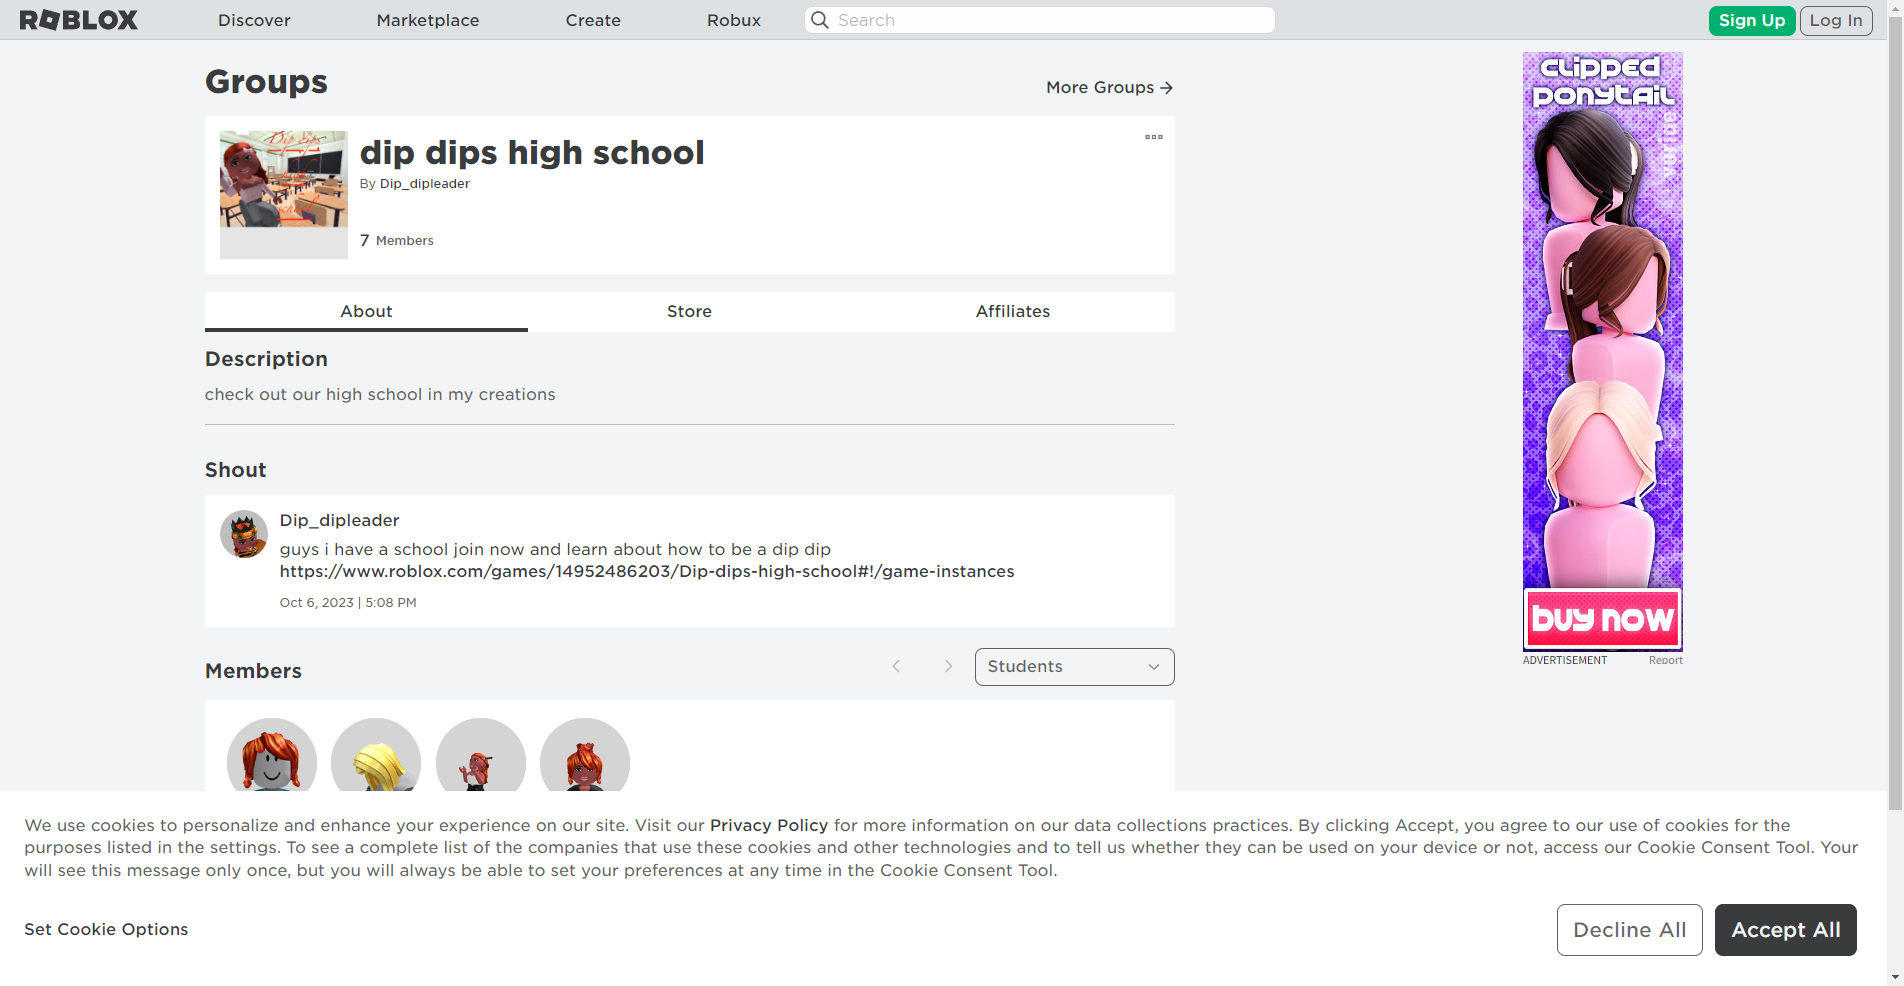 ROBLOX
Discover
Marketplace
Create
Robux
Search
Sign Up
Log In
Groups
More Groups
Dip dips
high
school
dip dips high school
By Dip_dipleader
7 Members
About
Store
Affiliates
Description
check out our high school in my creations
Shout
Dip_dipleader
guys i have a school join now and learn about how to be a dip dip
https://www.roblox.com/games/14952486203/Dip-dips-high-school#!/game-instances
Oct 6, 2023 | 5:08 PM
Members
Students
CLIPPED
PONYTAIL
buy now
ADVERTISEMENT
Report
We use cookies to personalize and enhance your experience on our site. Visit our Privacy Policy for more information on our data collections practices. By clicking Accept, you agree to our use of cookies for the
purposes listed in the settings. To see a complete list of the companies that use these cookies and other technologies and to tell us whether they can be used on your device or not, access our Cookie Consent Tool. Your
will see this message only once, but you will always be able to set your preferences at any time in the Cookie Consent Tool.
Set Cookie Options
Decline All
Accept All